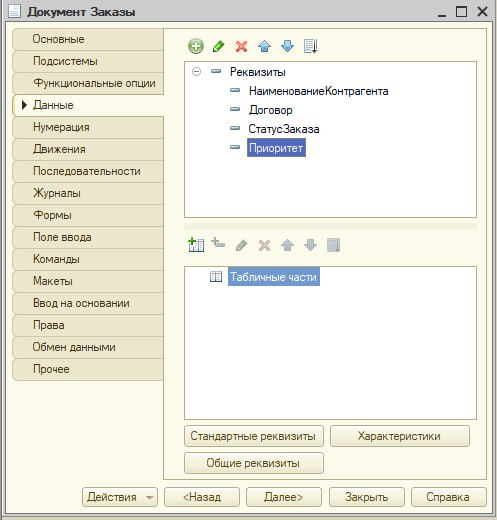 Документ Заказы
Основные
Подсистемы
Функциональные опции
Данные
Нумерация
Движения
Последовательности
Журналы
Формы
Поле ввода
Команды
Макеты
Ввод на основании
Права
Обмен данными
Прочее
Реквизиты
НаименованиеКонтрагента
Договор
СтатусЗаказа
Приоритет
Табличные части
Стандартные реквизиты
Характеристики
Общие реквизиты
Действия
<Назад
Далее>
Закрыть
Справка